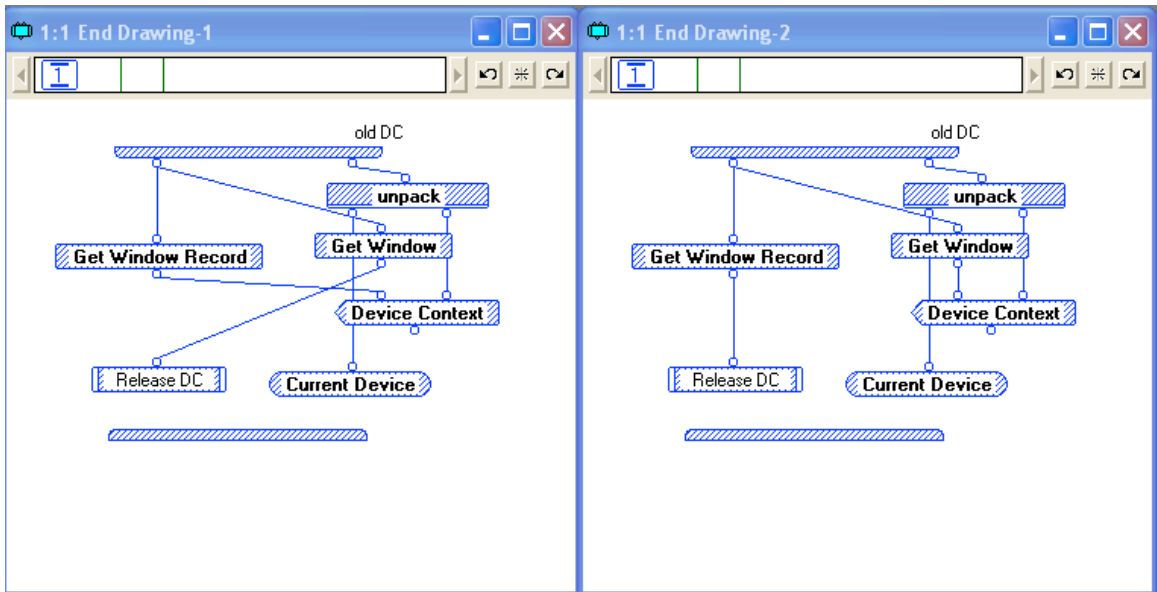 1:1 End Drawing-1
1
old DC
unpack
Get Window
Get Window Record
Device Context
Release DC
Current Device
1:1 End Drawing-2
1
old DC
unpack
Get Window
Get Window Record
Device Context
Release DC
Current Device